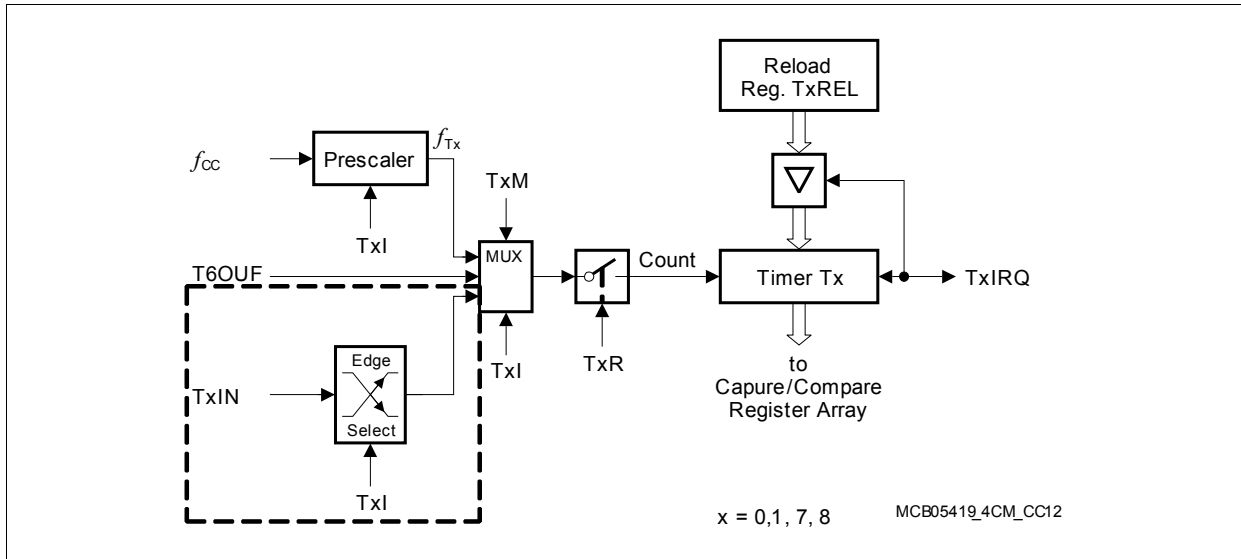 Reload
Reg. TxREL
fCC
Prescaler
fTx
TxM
TxI
T6OUF
MUX
Count
Timer Tx
TxIRQ
TxIN
Edge
Select
TxI
TxI
TxR
to
Capure/Compare
Register Array
x = 0,1, 7, 8
MCB05419_4CM_CC12